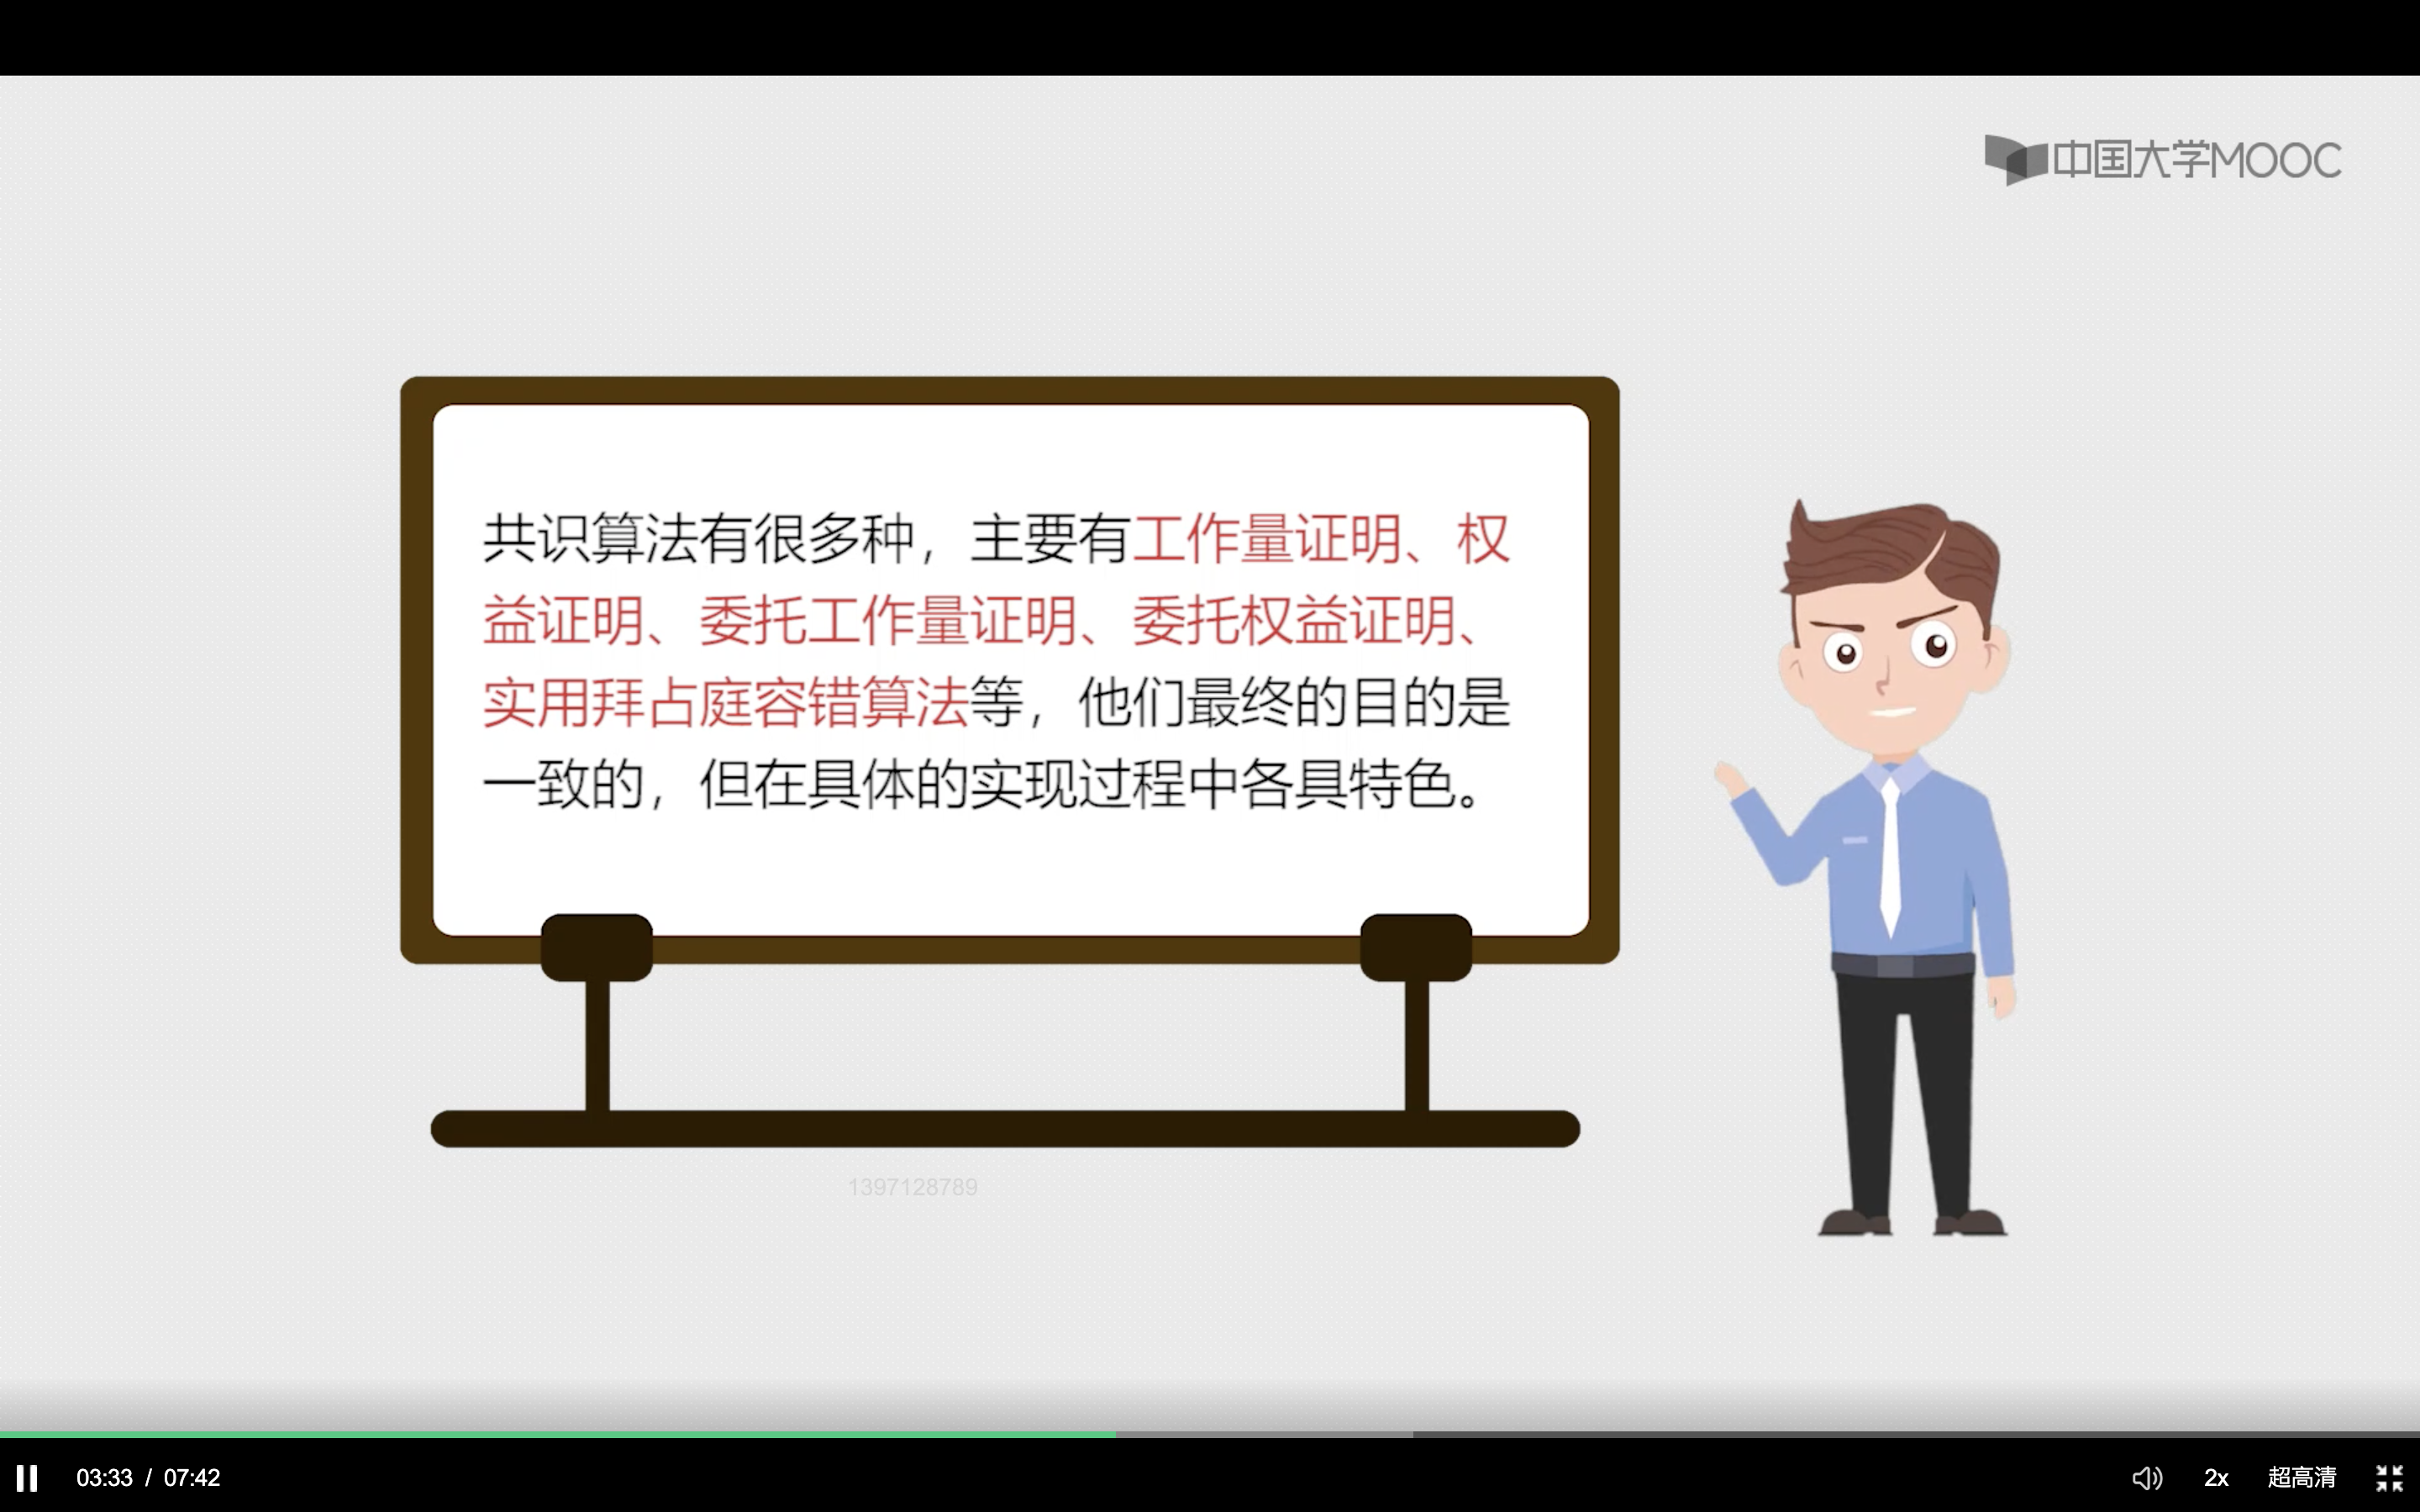 中国大学MOOC
共识算法有很多种，主要有工作量证明、权
益证明、委托工作量证明、委托权益证明、
实用拜占庭容错算法等，他们最终的目的是
一致的，但在具体的实现过程中各具特色。
1397128789
03:33 / 07:42
2x
超高清